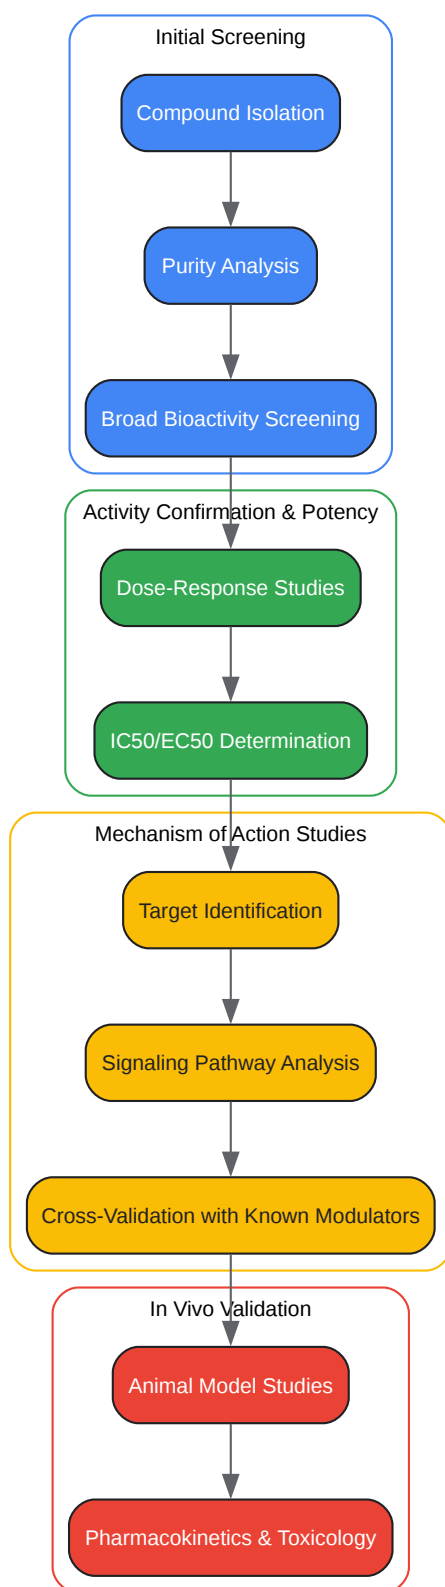 Initial Screening
Compound Isolation
Purity Analysis
Broad Bioactivity Screening
Activity Confirmation & Potency
Dose-Response Studies
IC50/EC50 Determination
Mechanism of Action Studies
Target Identification
Signaling Pathway Analysis
Cross-Validation with Known Modulators
In Vivo Validation
Animal Model Studies
Pharmacokinetics & Toxicology